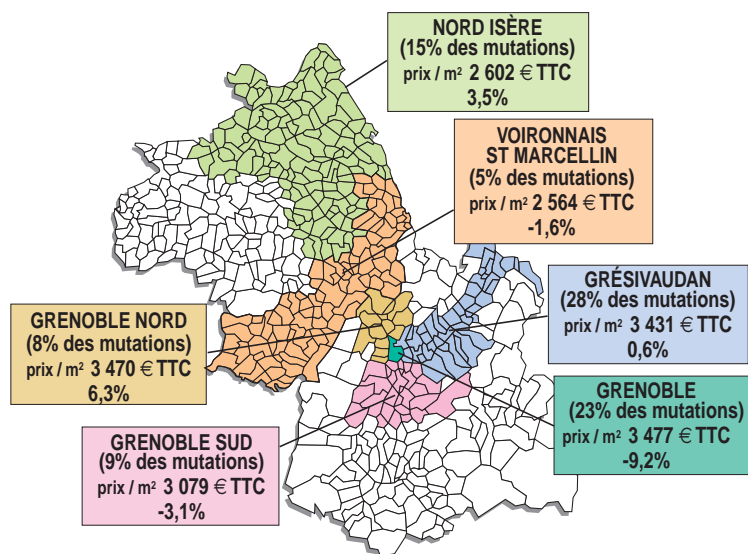 NORD ISÈRE
(15% des mutations)
prix / m² 2 602 € TTC
3,5%
VOIRONNAIS
ST MARCELLIN
(5% des mutations)
prix / m² 2 564 € TTC
-1,6%
GRÉSIVAUDAN
(28% des mutations)
prix / m² 3 431 € TTC
0,6%
GRENOBLE NORD
(8% des mutations)
prix / m² 3 470 € TTC
6,3%
GRENOBLE
(23% des mutations)
prix / m² 3 477 € TTC
-9,2%
GRENOBLE SUD
(9% des mutations)
prix / m² 3 079 € TTC
-3,1%